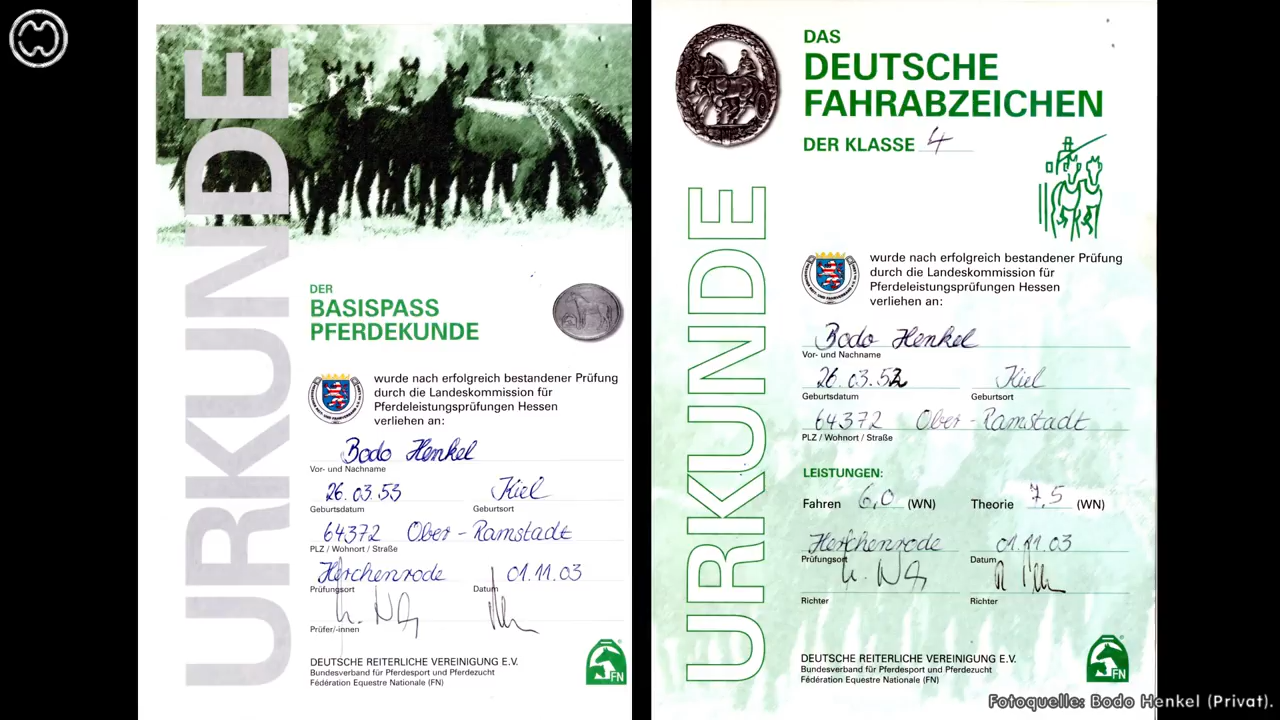 URKUNDE
DER
BASISPASS
PFERDEKUNDE
wurde nach erfolgreich bestandener Prüfung
durch die Landeskommission für
Pferdeleistungsprüfungen Hessen
verliehen an:
Bodo Henkel
Vor- und Nachname
26.03.53 Kiel
Geburtsdatum Geburtsort
64372 Ober-Ramstadt
PLZ / Wohnort / Straße
Herchenrode 01.11.03
Prüfungsort Datum
Prüfer/-innen
DEUTSCHE REITERLICHE VEREINIGUNG E.V.
Bundesverband für Pferdesport und Pferdezucht
Fédération Equestre Nationale (FN)
FN
DAS
DEUTSCHE
FAHRABZEICHEN
DER KLASSE 4
URKUNDE
wurde nach erfolgreich bestandener Prüfung
durch die Landeskommission für
Pferdeleistungsprüfungen Hessen
verliehen an:
Bodo Henkel
Vor- und Nachname
Kiel
Geburtsdatum Geburtsort
64372 Ober-Ramstadt
PLZ / Wohnort / Straße
LEISTUNGEN:
Fahren 6,0 (WN) Theorie 7,5 (WN)
Herchenrode 01.11.03
Prüfungsort Datum
Richter Richter
DEUTSCHE REITERLICHE VEREINIGUNG E.V.
Bundesverband für Pferdesport und Pferdezucht
Fédération Equestre Nationale (FN)
FN
Fotoquelle: Bodo Henkel (Privat).